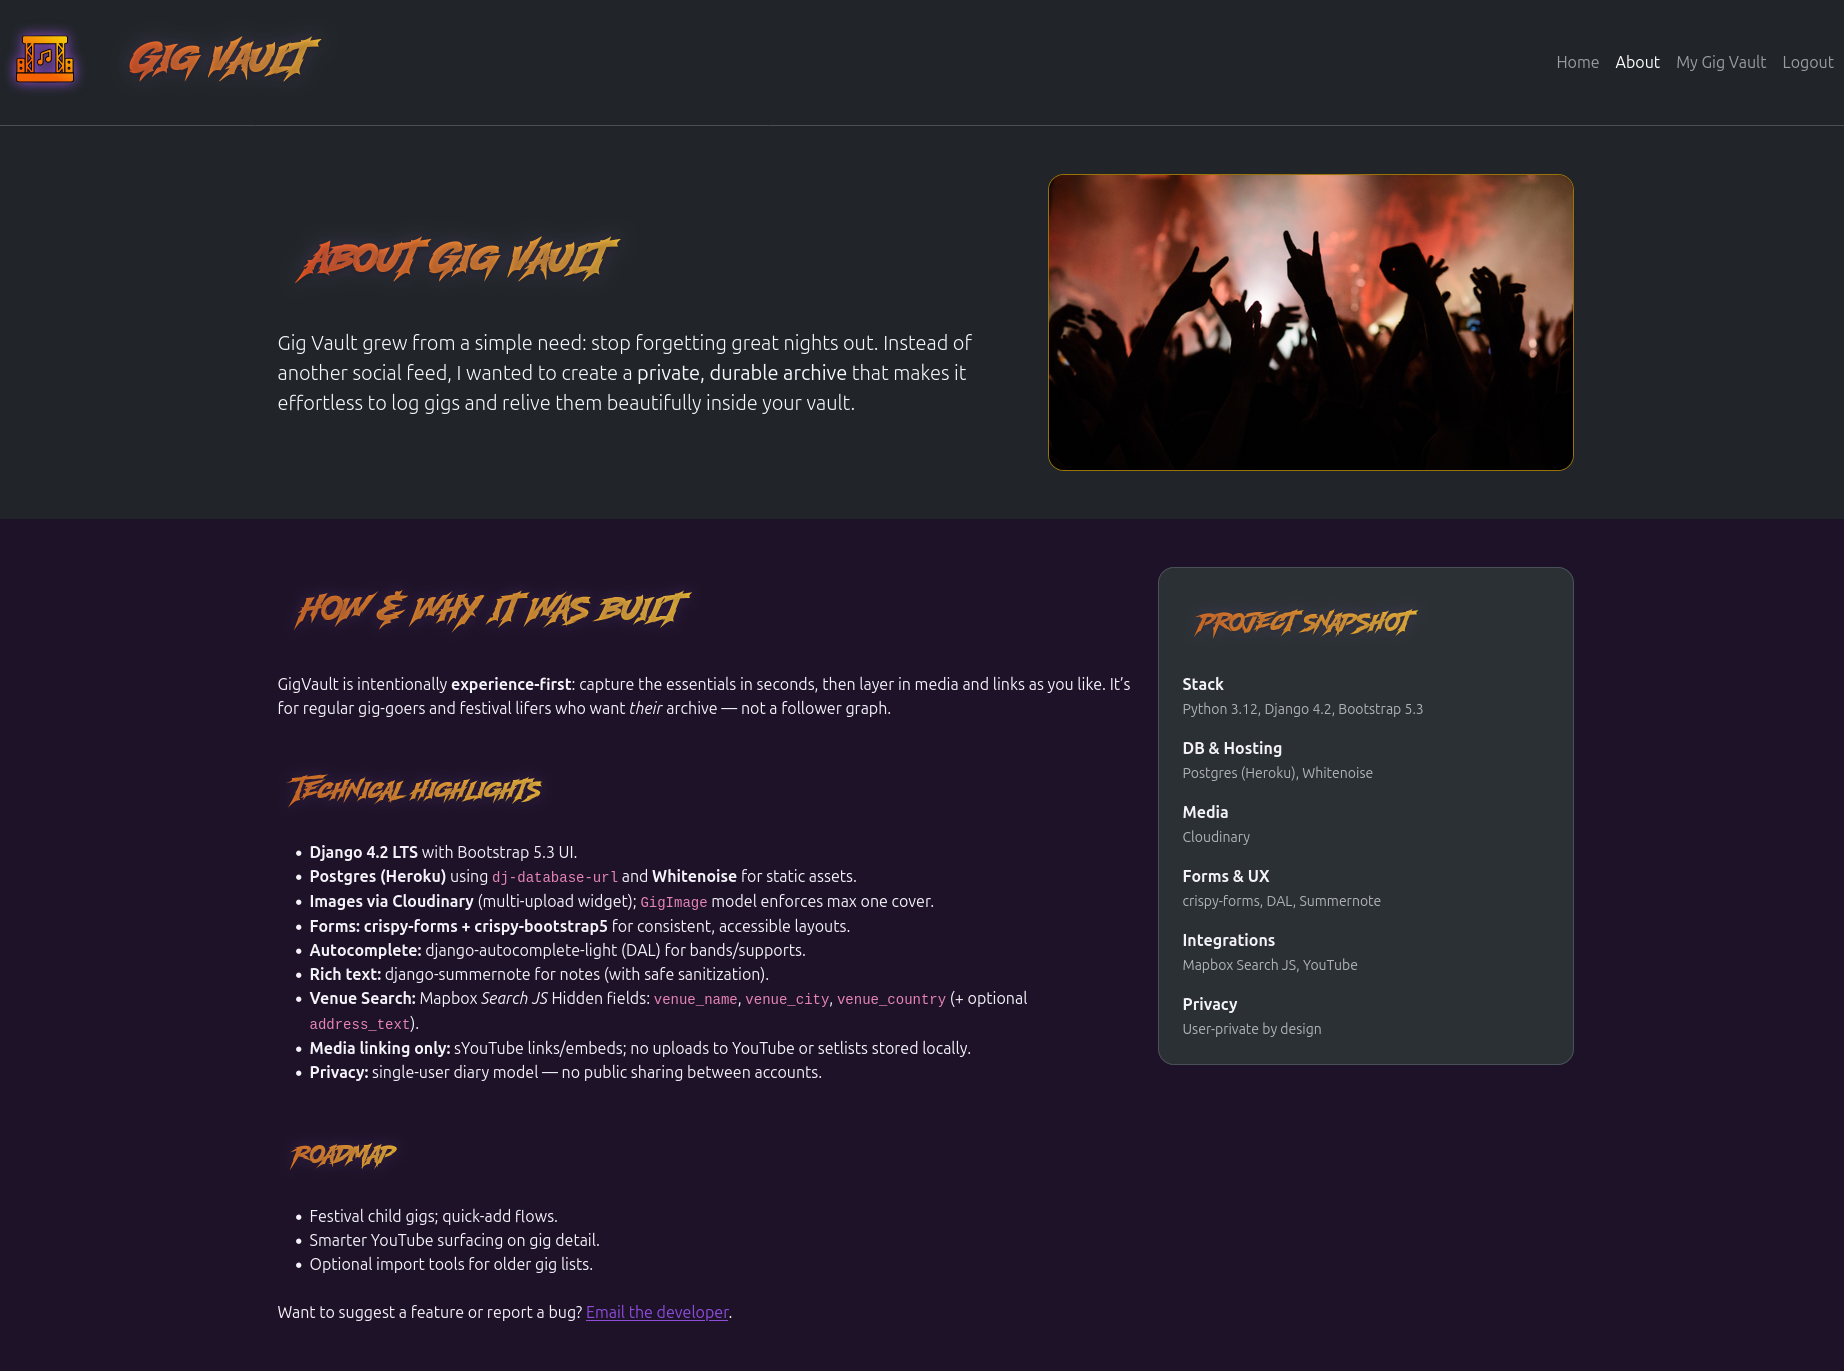 Gig Vault
Home About My Gig Vault Logout
About Gig Vault
Gig Vault grew from a simple need: stop forgetting great nights out. Instead of
another social feed, I wanted to create a private, durable archive that makes it
effortless to log gigs and relive them beautifully inside your vault.
How & why it was built
GigVault is intentionally experience-first: capture the essentials in seconds, then layer in media and links as you like. It’s
for regular gig-goers and festival lifers who want their archive — not a follower graph.
Technical highlights
• Django 4.2 LTS with Bootstrap 5.3 UI.
• Postgres (Heroku) using dj-database-url and Whitenoise for static assets.
• Images via Cloudinary (multi-upload widget); GigImage model enforces max one cover.
• Forms: crispy-forms + crispy-bootstrap5 for consistent, accessible layouts.
• Autocomplete: django-autocomplete-light (DAL) for bands/supports.
• Rich text: django-summernote for notes (with safe sanitization).
• Venue Search: Mapbox Search JS Hidden fields: venue_name, venue_city, venue_country (+ optional
address_text).
• Media linking only: sYouTube links/embeds; no uploads to YouTube or setlists stored locally.
• Privacy: single-user diary model — no public sharing between accounts.
Roadmap
• Festival child gigs; quick-add flows.
• Smarter YouTube surfacing on gig detail.
• Optional import tools for older gig lists.
Want to suggest a feature or report a bug? Email the developer.
Project snapshot
Stack
Python 3.12, Django 4.2, Bootstrap 5.3
DB & Hosting
Postgres (Heroku), Whitenoise
Media
Cloudinary
Forms & UX
crispy-forms, DAL, Summernote
Integrations
Mapbox Search JS, YouTube
Privacy
User-private by design